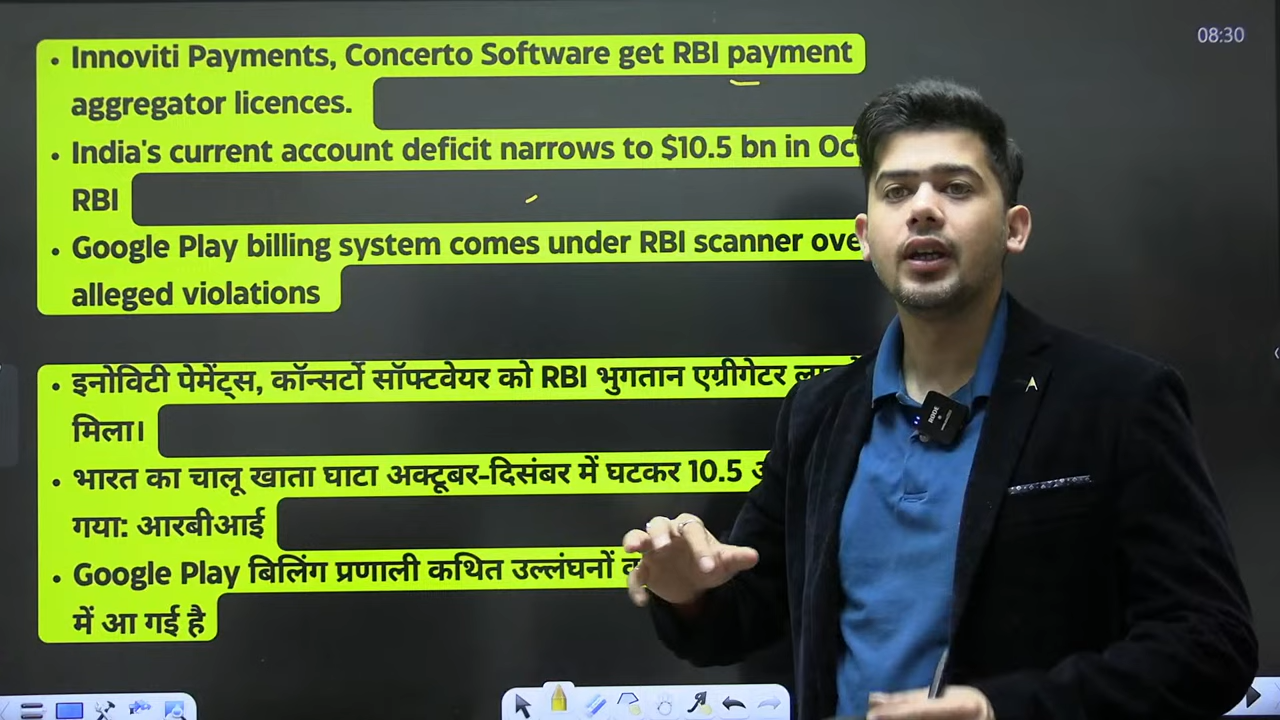 08:30
• Innoviti Payments, Concerto Software get RBI payment
aggregator licences.
• India's current account deficit narrows to $10.5 bn in
RBI
• Google Play billing system comes under RBI scanner
alleged violations
• इनोविटी पेमेंट्स, कॉन्सर्टो सॉफ्टवेयर को RBI भुगतान एग्रीगेटर
मिला।
• भारत का चालू खाता घाटा अक्टूबर-दिसंबर में घटकर 10.5
गया: आरबीआई
• Google Play बिलिंग प्रणाली कथित उल्लंघनों
में आ गई है